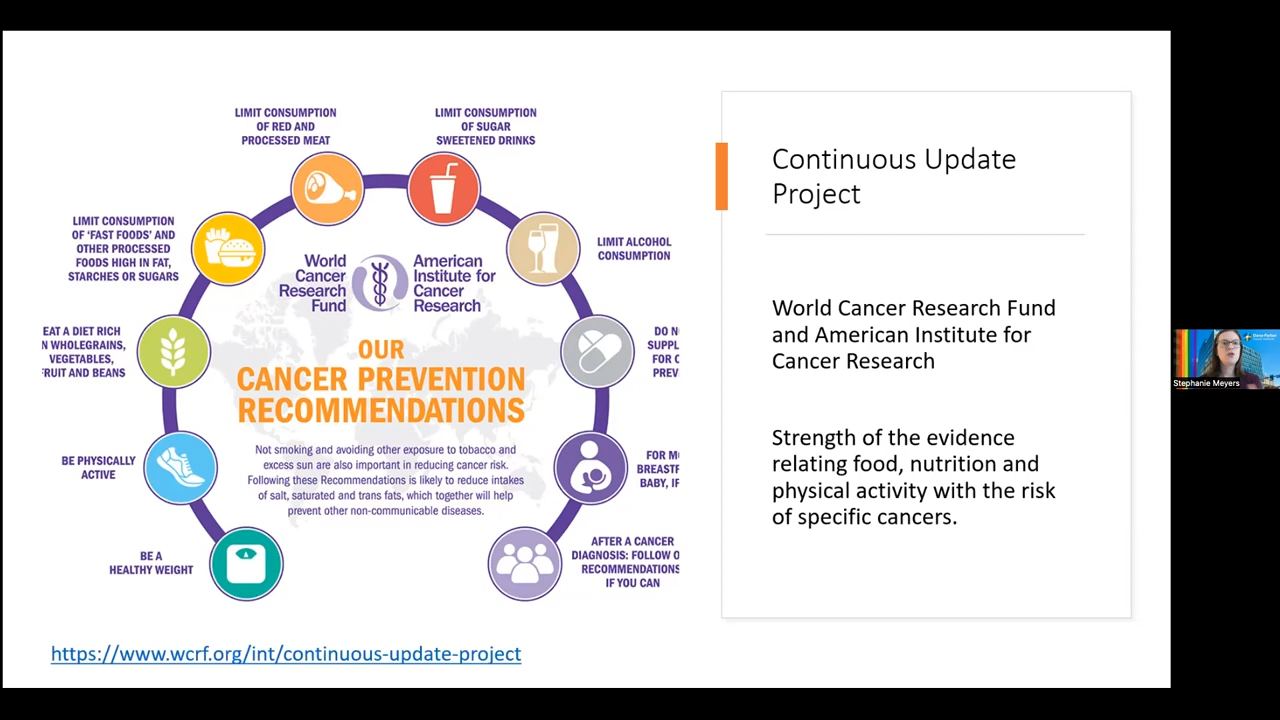 LIMIT CONSUMPTION
OF RED AND
PROCESSED MEAT
LIMIT CONSUMPTION
OF SUGAR
SWEETENED DRINKS
LIMIT CONSUMPTION
OF 'FAST FOODS' AND
OTHER PROCESSED
FOODS HIGH IN FAT,
STARCHES OR SUGARS
LIMIT ALCOHOL
CONSUMPTION
World
Cancer
Research
Fund
American
Institute for
Cancer
Research
EAT A DIET RICH
N WHOLEGRAINS,
VEGETABLES,
RUIT AND BEANS
DO N
SUPPL
FOR C
PREV
OUR
CANCER PREVENTION
RECOMMENDATIONS
Not smoking and avoiding other exposure to tobacco and
excess sun are also important in reducing cancer risk.
Following these Recommendations is likely to reduce intakes
of salt, saturated and trans fats, which together will help
prevent other non-communicable diseases.
BE PHYSICALLY
ACTIVE
FOR M
BREASTF
BABY, IF
BE A
HEALTHY WEIGHT
AFTER A CANCER
DIAGNOSIS: FOLLOW O
RECOMMENDATIONS
IF YOU CAN
https://www.wcrf.org/int/continuous-update-project
Continuous Update
Project
World Cancer Research Fund
and American Institute for
Cancer Research
Strength of the evidence
relating food, nutrition and
physical activity with the risk
of specific cancers.
Dana-Farber
Stephanie Meyers